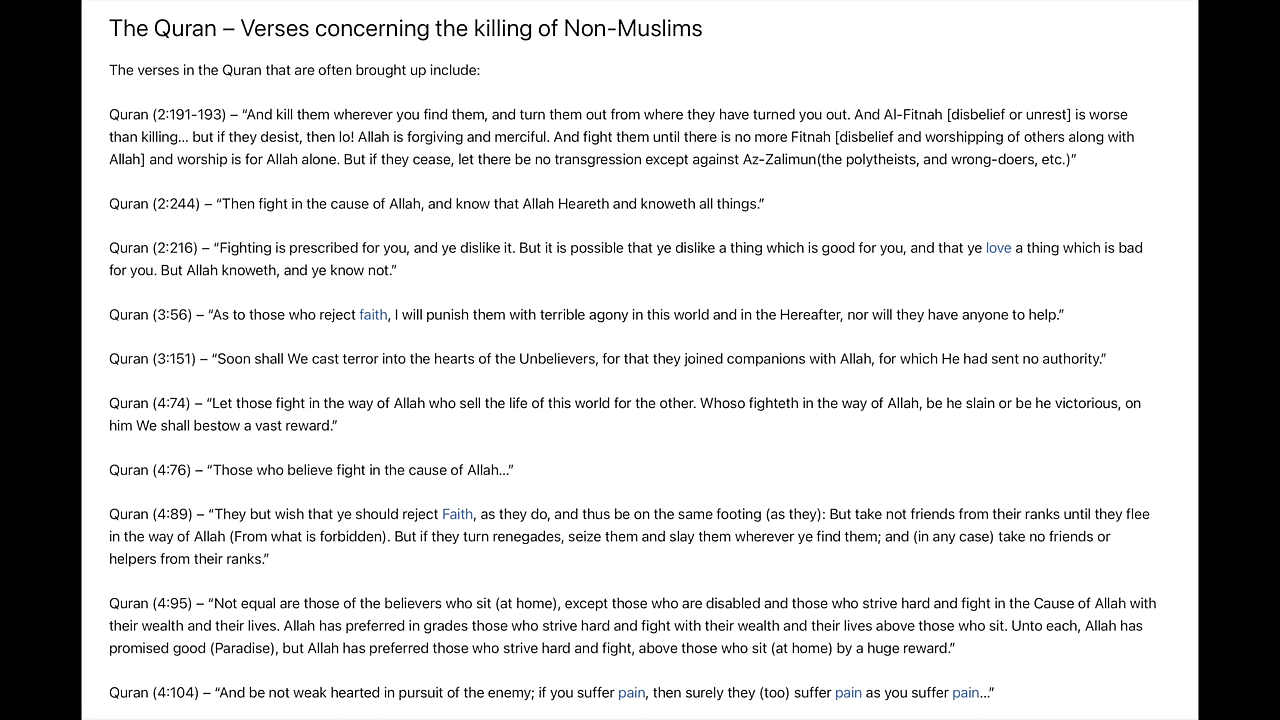 The Quran – Verses concerning the killing of Non-Muslims
The verses in the Quran that are often brought up include:
Quran (2:191-193) – “And kill them wherever you find them, and turn them out from where they have turned you out. And Al-Fitnah [disbelief or unrest] is worse
than killing... but if they desist, then lo! Allah is forgiving and merciful. And fight them until there is no more Fitnah [disbelief and worshipping of others along with
Allah] and worship is for Allah alone. But if they cease, let there be no transgression except against Az-Zalimun(the polytheists, and wrong-doers, etc.)”
Quran (2:244) – “Then fight in the cause of Allah, and know that Allah Heareth and knoweth all things.”
Quran (2:216) – “Fighting is prescribed for you, and ye dislike it. But it is possible that ye dislike a thing which is good for you, and that ye love a thing which is bad
for you. But Allah knoweth, and ye know not.”
Quran (3:56) – “As to those who reject faith, I will punish them with terrible agony in this world and in the Hereafter, nor will they have anyone to help.”
Quran (3:151) – “Soon shall We cast terror into the hearts of the Unbelievers, for that they joined companions with Allah, for which He had sent no authority.”
Quran (4:74) – “Let those fight in the way of Allah who sell the life of this world for the other. Whoso fighteth in the way of Allah, be he slain or be he victorious, on
him We shall bestow a vast reward.”
Quran (4:76) – “Those who believe fight in the cause of Allah…”
Quran (4:89) – “They but wish that ye should reject Faith, as they do, and thus be on the same footing (as they): But take not friends from their ranks until they flee
in the way of Allah (From what is forbidden). But if they turn renegades, seize them and slay them wherever ye find them; and (in any case) take no friends or
helpers from their ranks.”
Quran (4:95) – “Not equal are those of the believers who sit (at home), except those who are disabled and those who strive hard and fight in the Cause of Allah with
their wealth and their lives. Allah has preferred in grades those who strive hard and fight with their wealth and their lives above those who sit. Unto each, Allah has
promised good (Paradise), but Allah has preferred those who strive hard and fight, above those who sit (at home) by a huge reward.”
Quran (4:104) – “And be not weak hearted in pursuit of the enemy; if you suffer pain, then surely they (too) suffer pain as you suffer pain…”